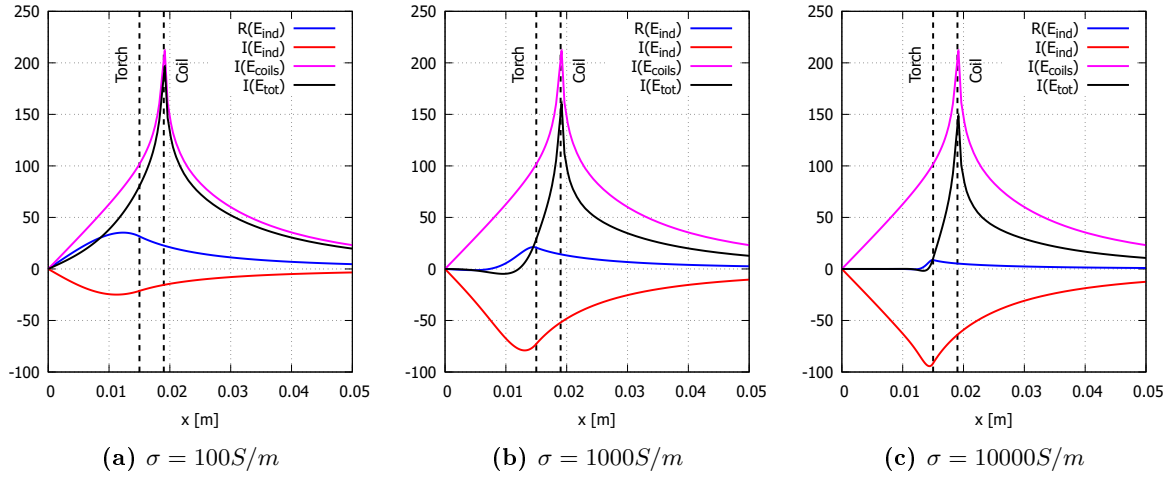 250
200
150
100
50
0
-50
-100
0 0.01 0.02 0.03 0.04 0.05
x [m]
Torch
Coil
R(E_ind)
I(E_ind)
I(E_coils)
I(E_tot)
(a) σ = 100S/m
250
200
150
100
50
0
-50
-100
0 0.01 0.02 0.03 0.04 0.05
x [m]
Torch
Coil
R(E_ind)
I(E_ind)
I(E_coils)
I(E_tot)
(b) σ = 1000S/m
250
200
150
100
50
0
-50
-100
0 0.01 0.02 0.03 0.04 0.05
x [m]
Torch
Coil
R(E_ind)
I(E_ind)
I(E_coils)
I(E_tot)
(c) σ = 10000S/m